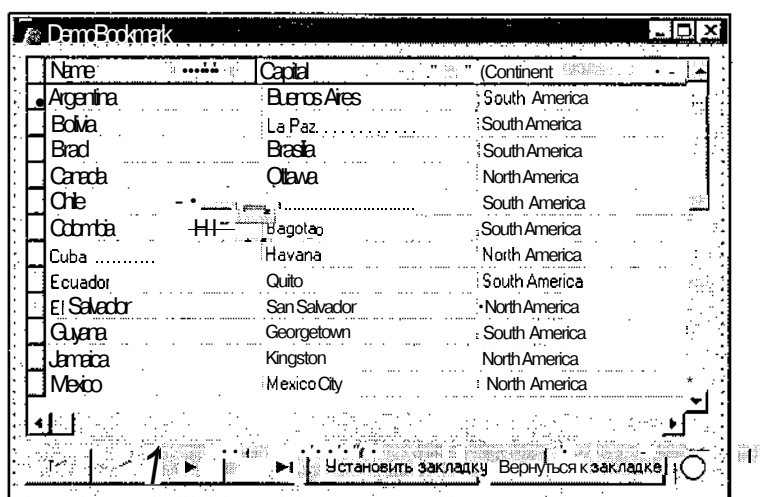 DemoBookmark
Name Capital (Continent
Argentina Buenos Aires South America
Bolivia La Paz South America
Brad Brasilia South America
Canada Ottawa North America
Chile South America
Colombia Bagotao South America
Cuba Havana North America
Ecuador Quito South America
El Salvador San Salvador North America
Guyana Georgetown South America
Jamaica Kingston North America
Mexico Mexico City North America
Установить закладку Вернуться к закладке